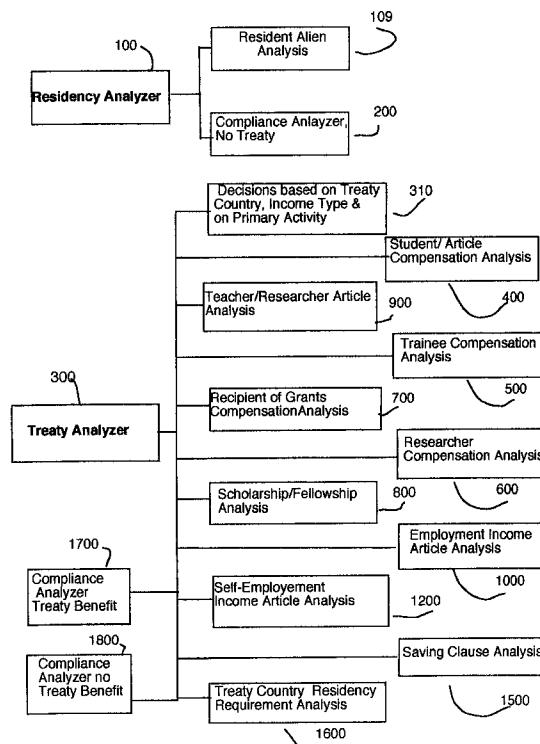 109
Resident Alien
Analysis
100
Residency Analyzer
200
Compliance Anlayzer,
No Treaty
Decisions based on Treaty
Country, Income Type &
on Primary Activity
310
Student/ Article
Compensation Analysis
400
Teacher/Researcher Article
Analysis
900
Trainee Compensation
Analysis
500
300
Treaty Analyzer
Recipient of Grants
CompensationAnalysis
700
Researcher
Compensation Analysis
600
Scholarship/Fellowship
Analysis
800
Employment Income
Article Analysis
1000
1700
Compliance
Analyzer
Treaty Benefit
Self-Employement
Income Article Analysis
1200
1800
Compliance
Analyzer no
Treaty Benefit
Saving Clause Analysis
1500
Treaty Country Residency
Requirement Analysis
1600